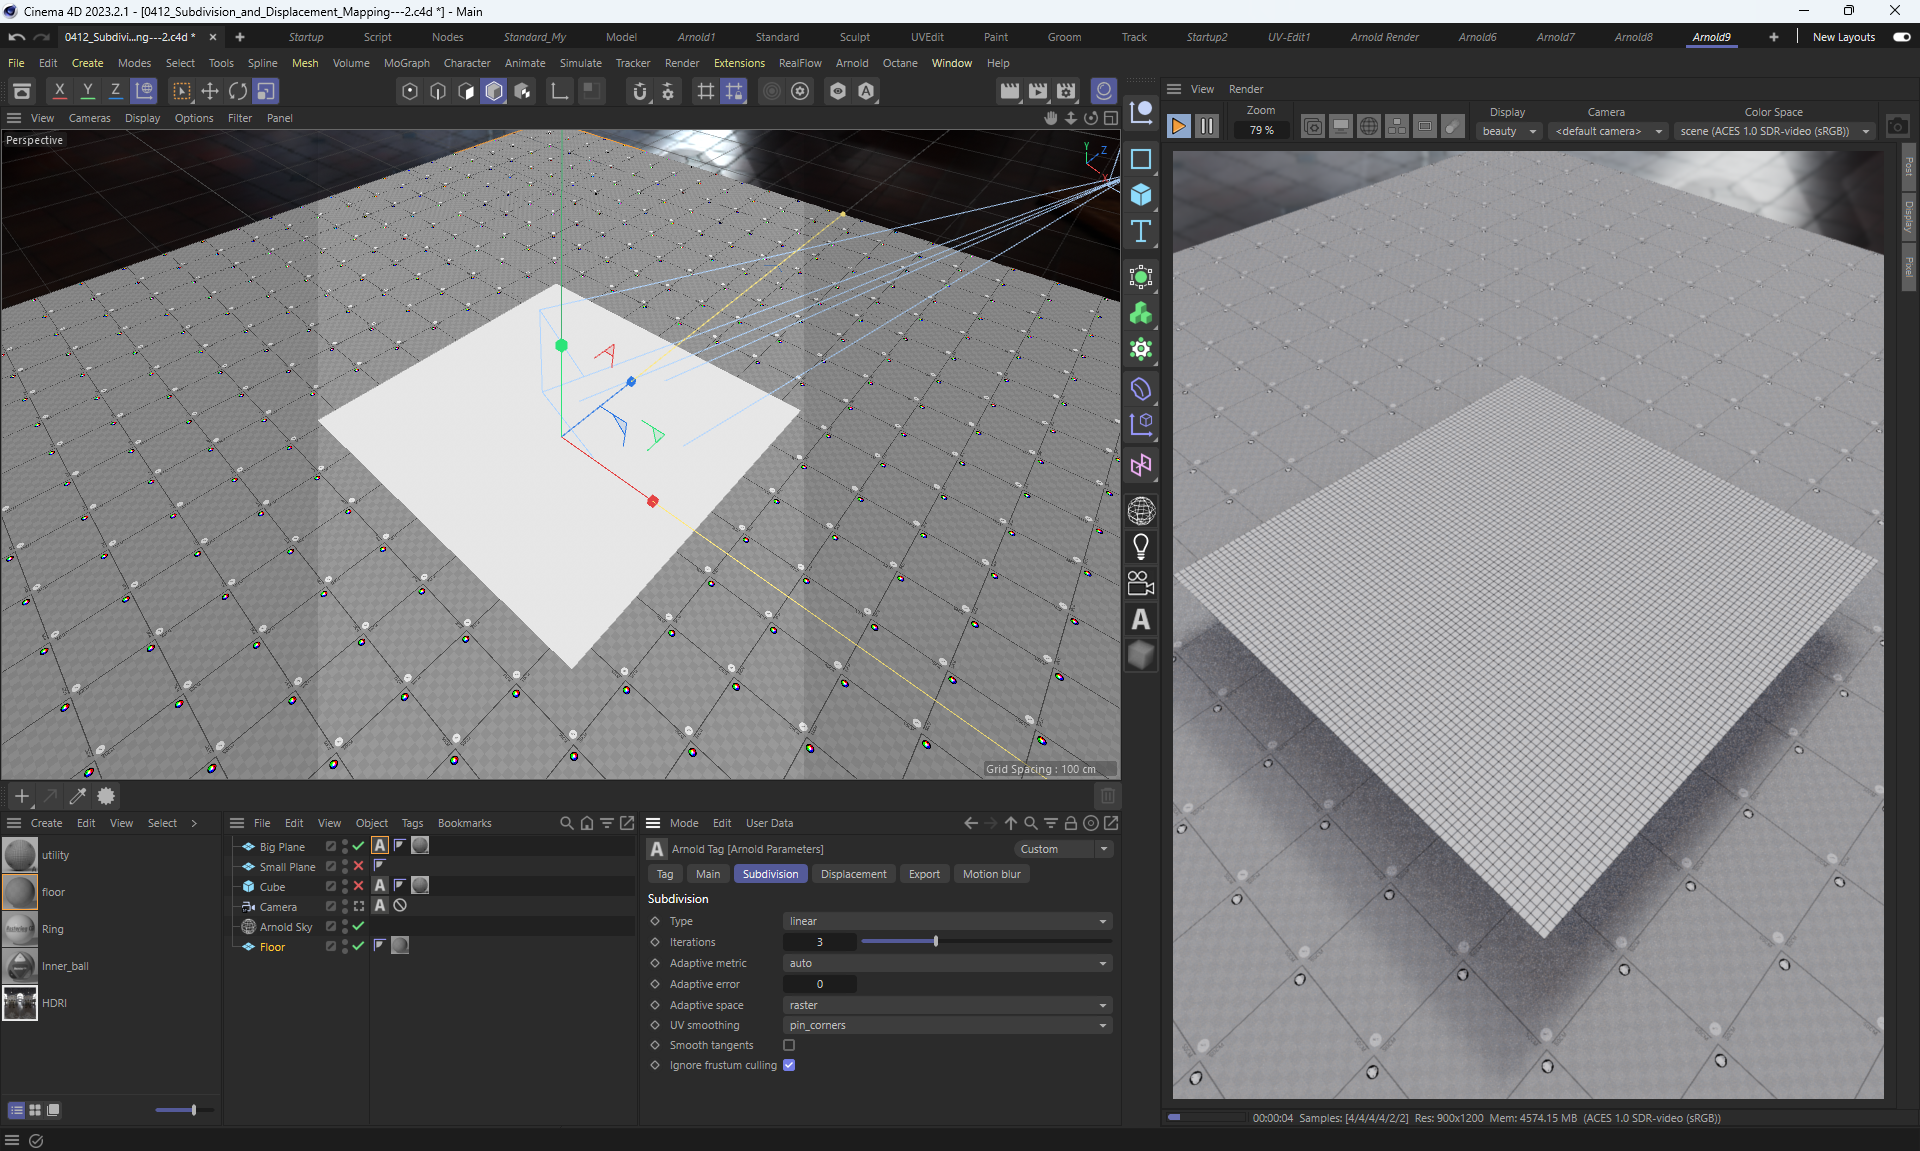 Cinema 4D 2023.2.1 - [0412_Subdivision_and_Displacement_Mapping---2.c4d *] - Main
0412_Subdivi...ng---2.c4d *
Startup Script Nodes Standard_My Model Arnold1 Standard Sculpt UVEdit Paint Groom Track Startup2 UV-Edit1 Arnold Render Arnold6 Arnold7 Arnold8 Arnold9 New Layouts
File Edit Create Modes Select Tools Spline Mesh Volume MoGraph Character Animate Simulate Tracker Render Extensions RealFlow Arnold Octane Window Help
X Y Z
View Render
View Cameras Display Options Filter Panel
Zoom Display Camera Color Space
79 % beauty <default camera> scene (ACES 1.0 SDR-video (sRGB))
Perspective
Y Z X
Post
Display
Pixel
Grid Spacing : 100 cm
Create Edit View Select
utility
floor
Ring
Inner_ball
HDRI
File Edit View Object Tags Bookmarks
Big Plane
Small Plane
Cube
Camera
Arnold Sky
Floor
Mode Edit User Data
Arnold Tag [Arnold Parameters] Custom
Tag Main Subdivision Displacement Export Motion blur
Subdivision
Type linear
Iterations 3
Adaptive metric auto
Adaptive error 0
Adaptive space raster
UV smoothing pin_corners
Smooth tangents
Ignore frustum culling
00:00:04 Samples: [4/4/4/4/2/2] Res: 900x1200 Mem: 4574.15 MB (ACES 1.0 SDR-video (sRGB))